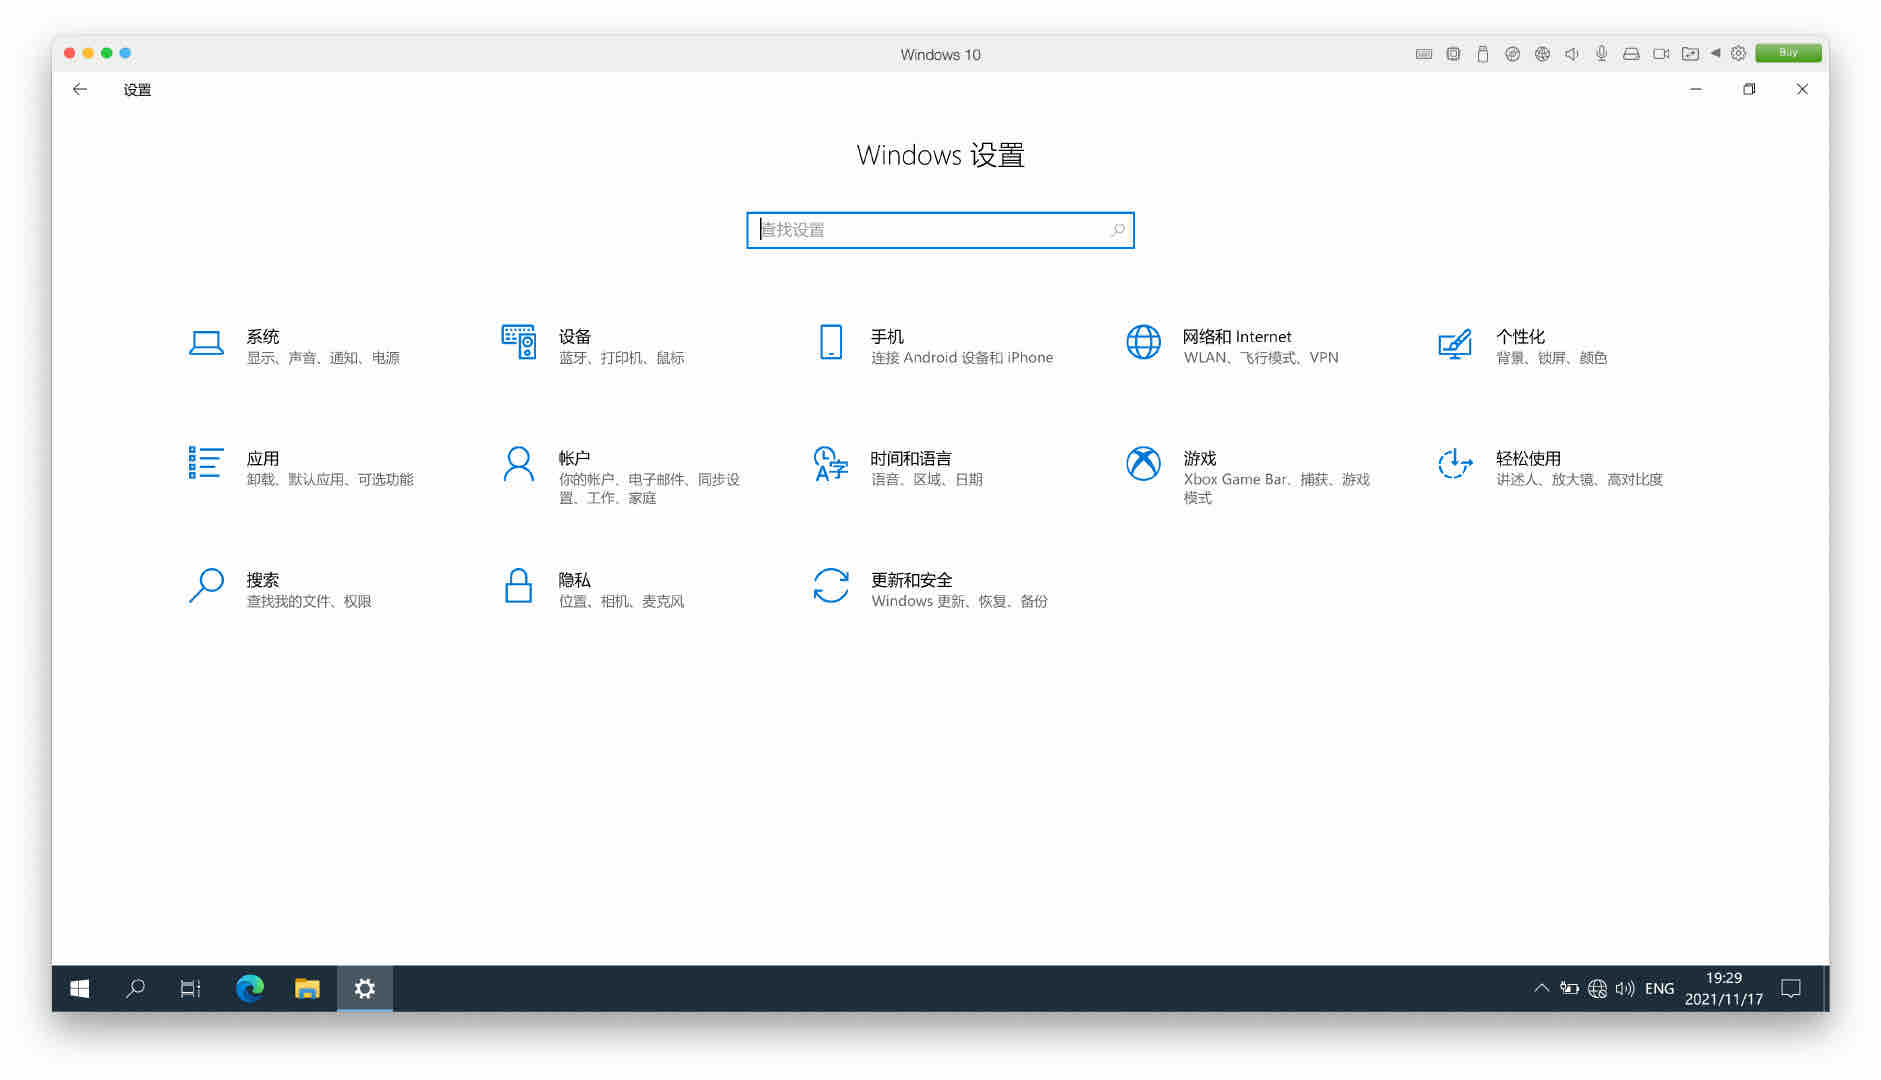 Windows 10
Buy
设置
Windows 设置
查找设置
系统
显示、声音、通知、电源
设备
蓝牙、打印机、鼠标
手机
连接 Android 设备和 iPhone
网络和 Internet
WLAN、飞行模式、VPN
个性化
背景、锁屏、颜色
应用
卸载、默认应用、可选功能
帐户
你的帐户、电子邮件、同步设
置、工作、家庭
时间和语言
语音、区域、日期
游戏
Xbox Game Bar、捕获、游戏
模式
轻松使用
讲述人、放大镜、高对比度
搜索
查找我的文件、权限
隐私
位置、相机、麦克风
更新和安全
Windows 更新、恢复、备份
ENG
19:29
2021/11/17